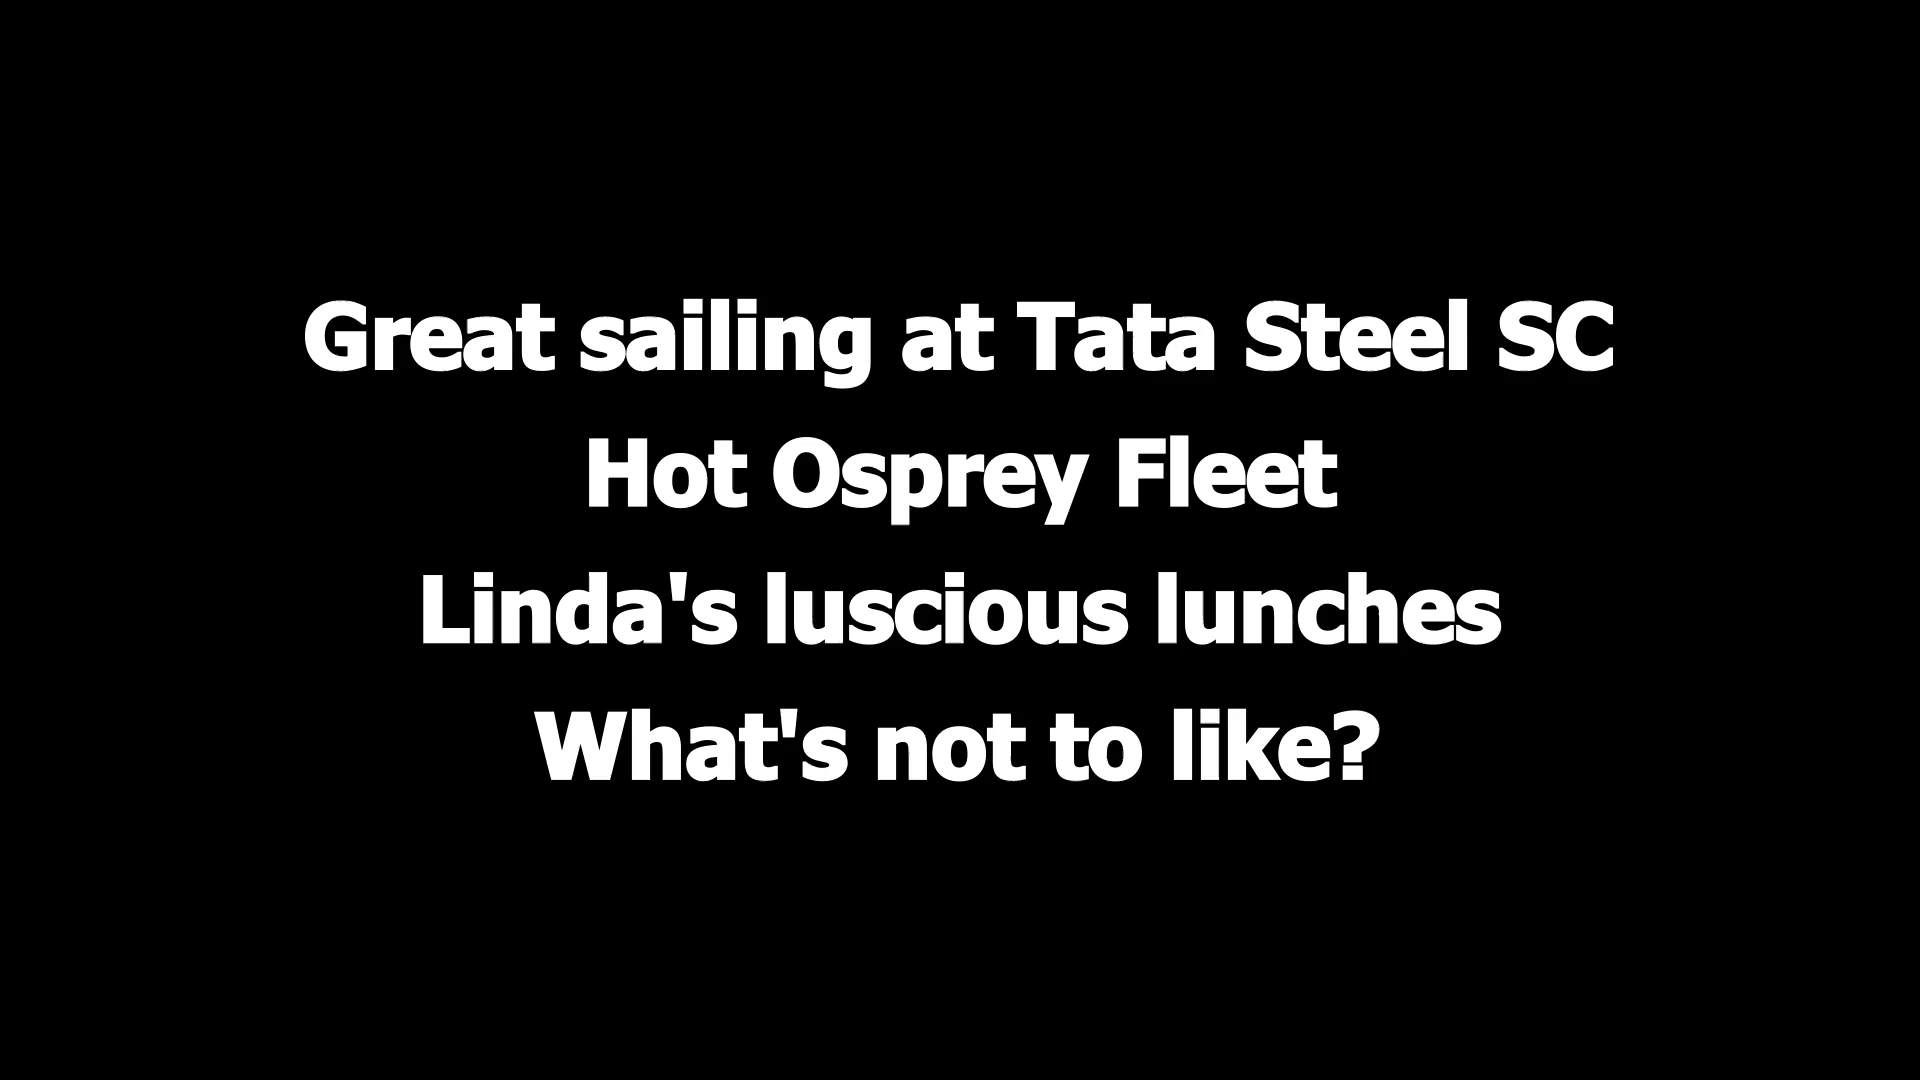 Great sailing at Tata Steel SC
Hot Osprey Fleet
Linda's luscious lunches
What's not to like?